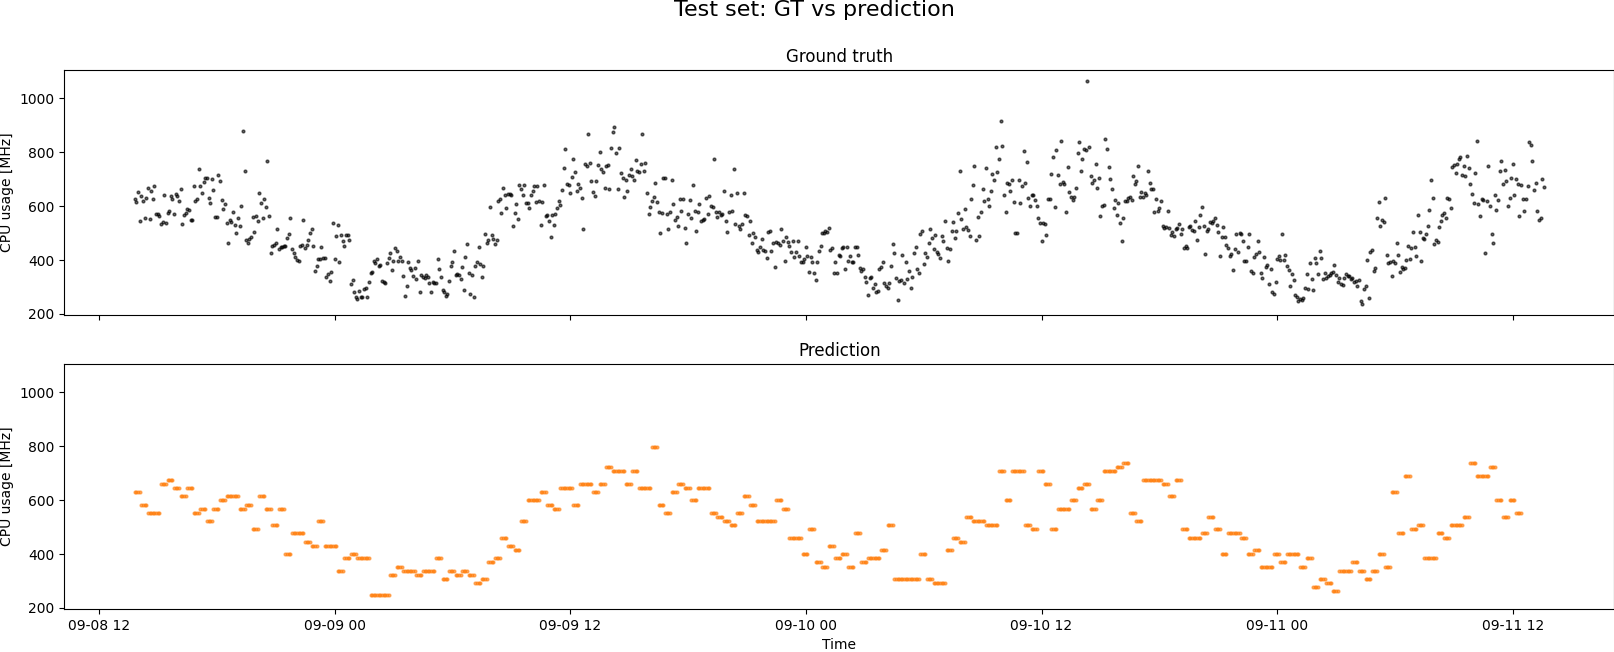 Test set: GT vs prediction
Ground truth
CPU usage [MHz]
1000
800
600
400
200
Prediction
CPU usage [MHz]
1000
800
600
400
200
09-08 12 09-09 00 09-09 12 09-10 00 09-10 12 09-11 00 09-11 12
Time